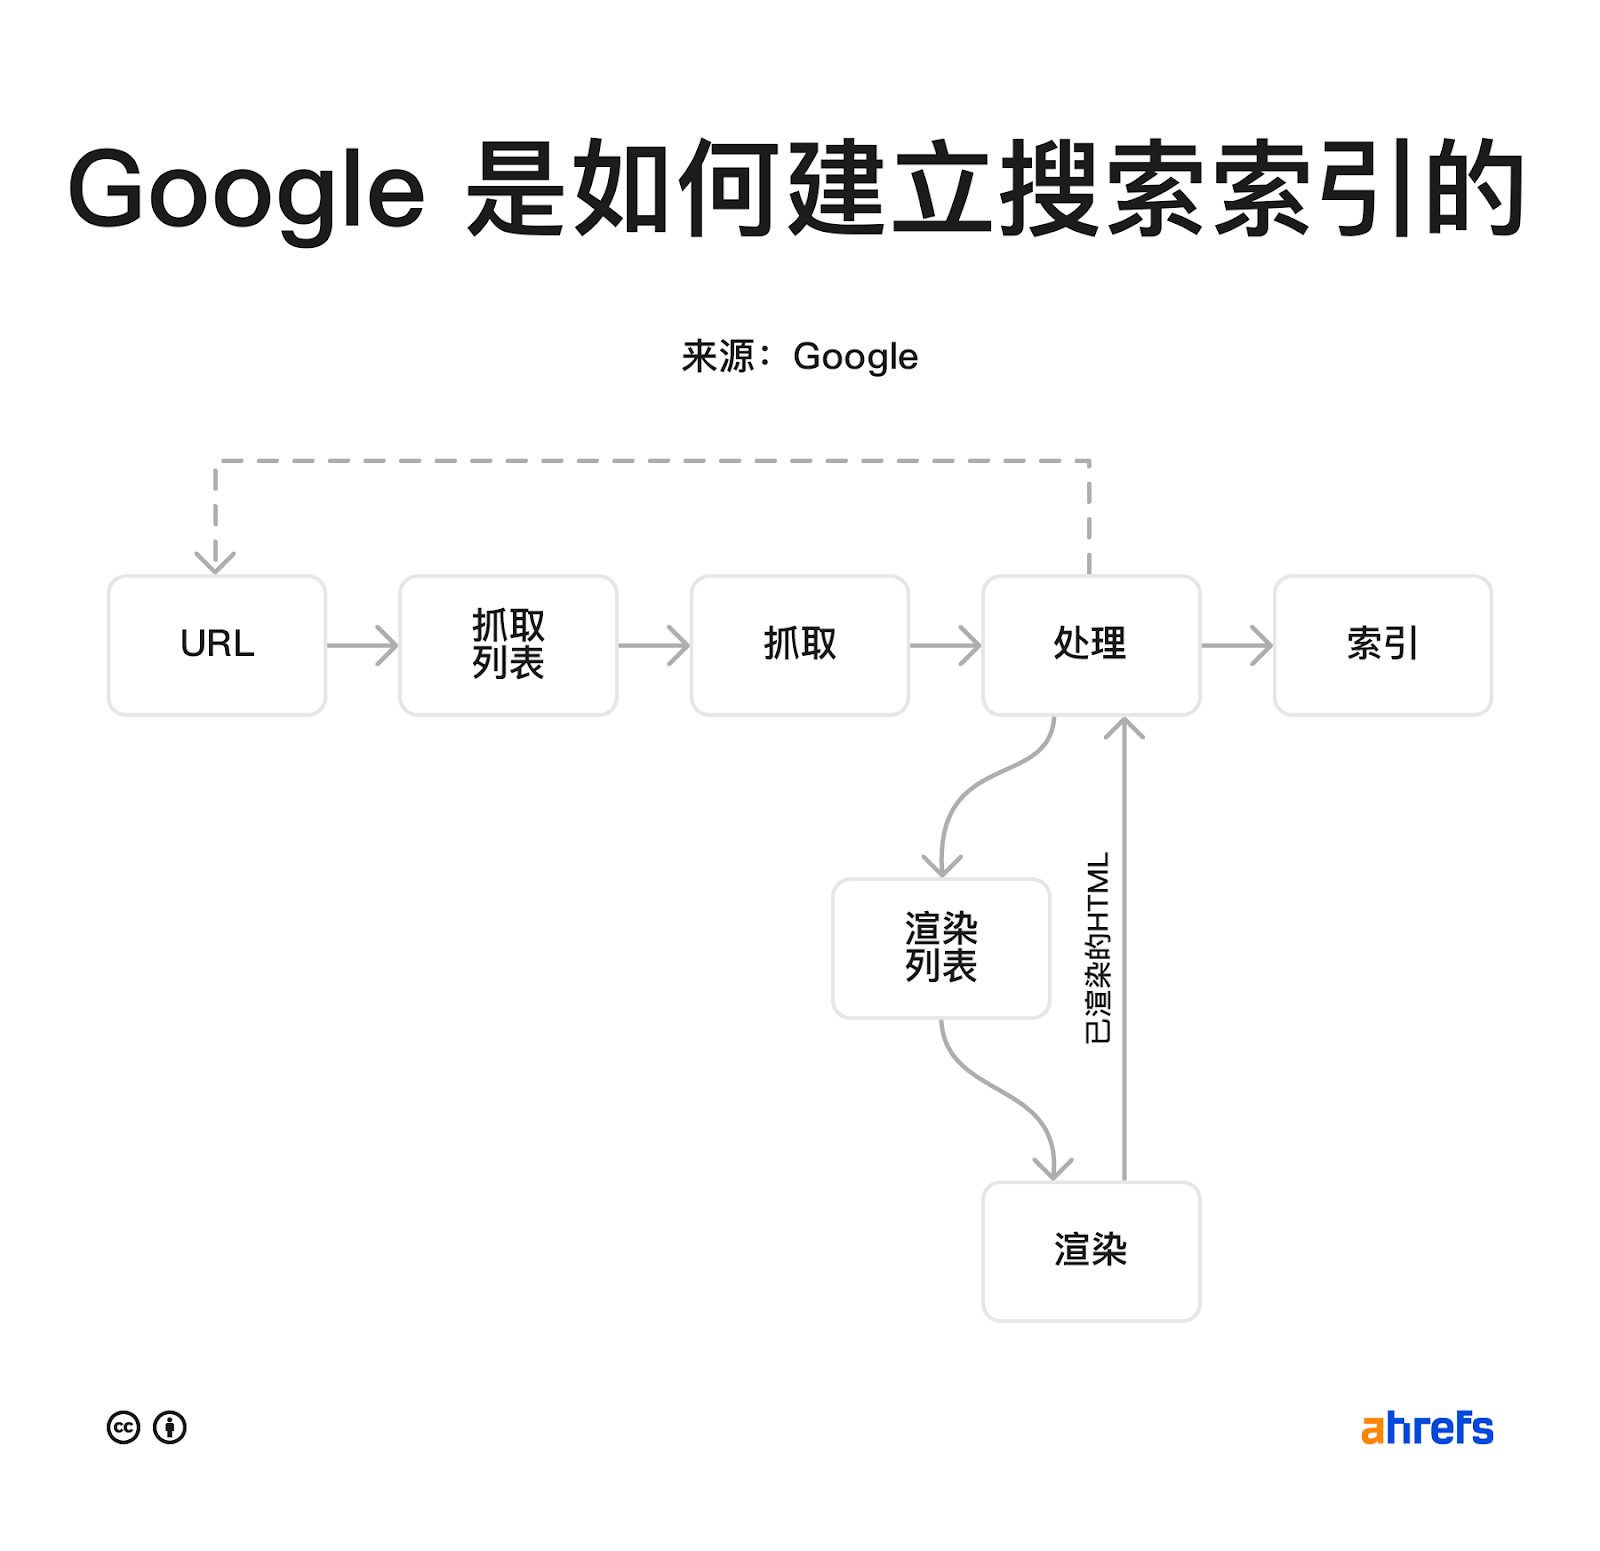 Google 是如何建立搜索索引的
来源：Google
URL
抓取
列表
抓取
处理
索引
渲染
列表
已渲染的HTML
渲染
cc
ahrefs